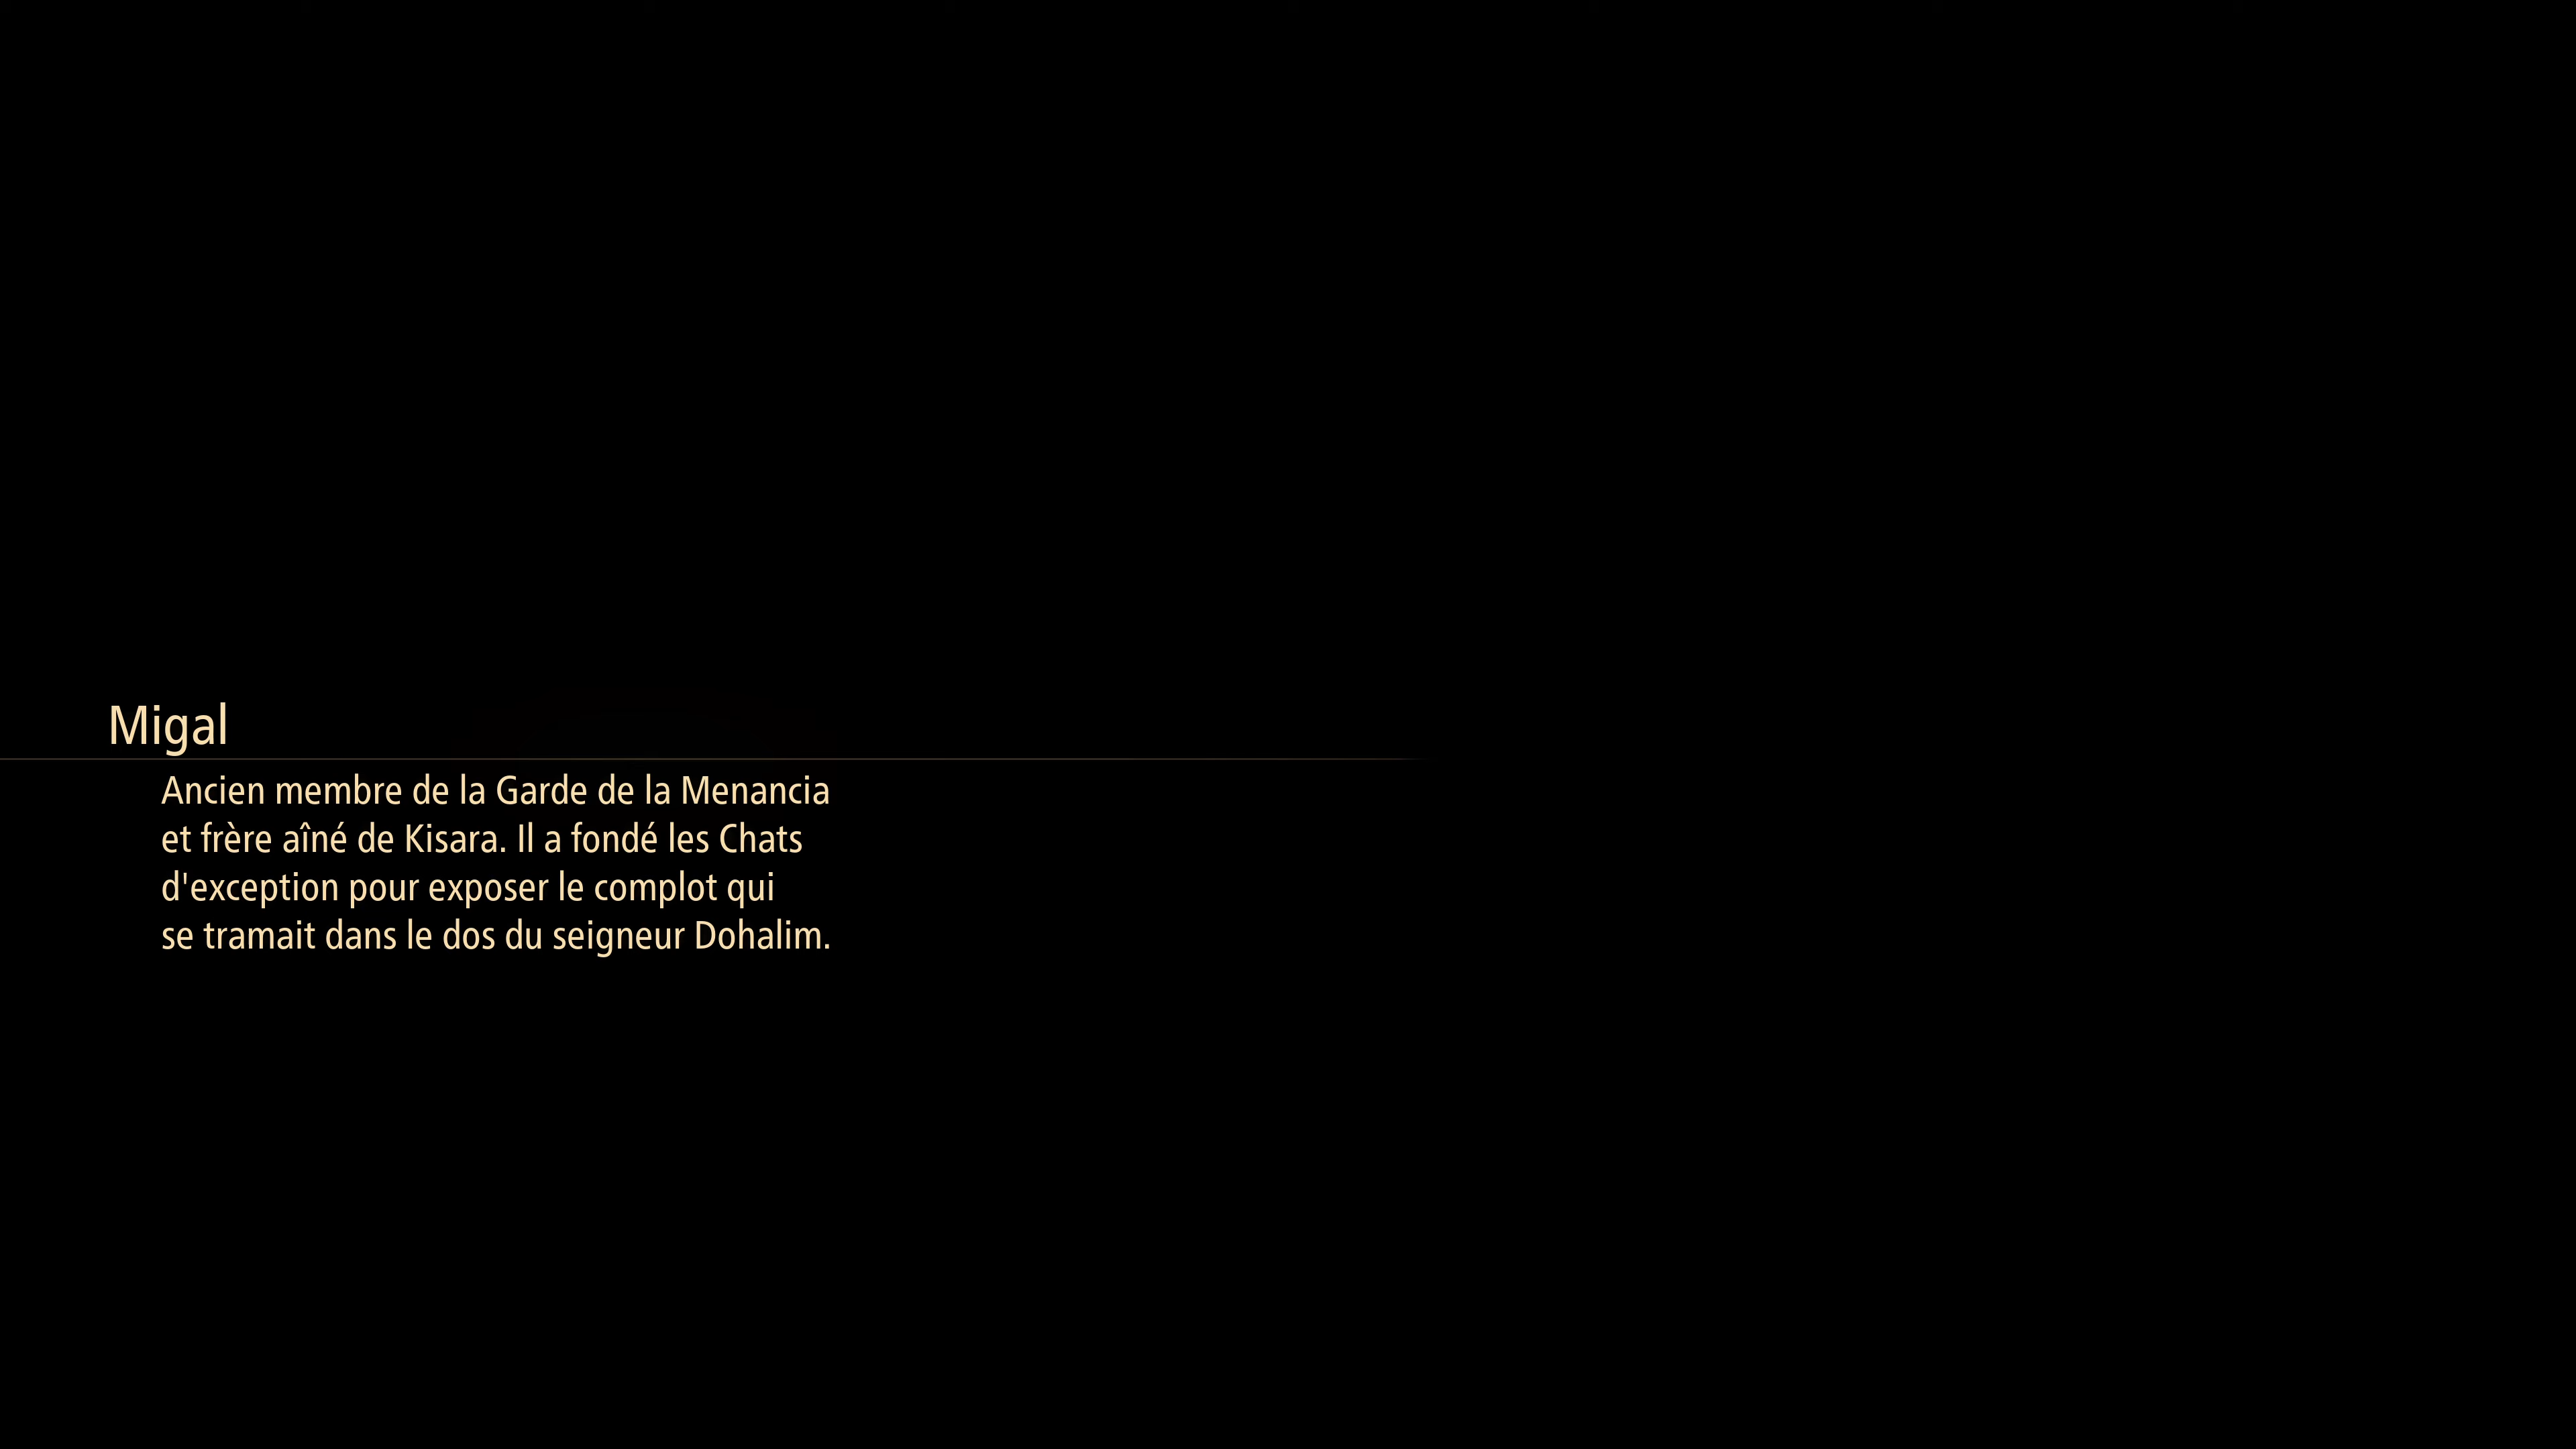 Migal
Ancien membre de la Garde de la Menancia
et frère aîné de Kisara. Il a fondé les Chats
d'exception pour exposer le complot qui
se tramait dans le dos du seigneur Dohalim.